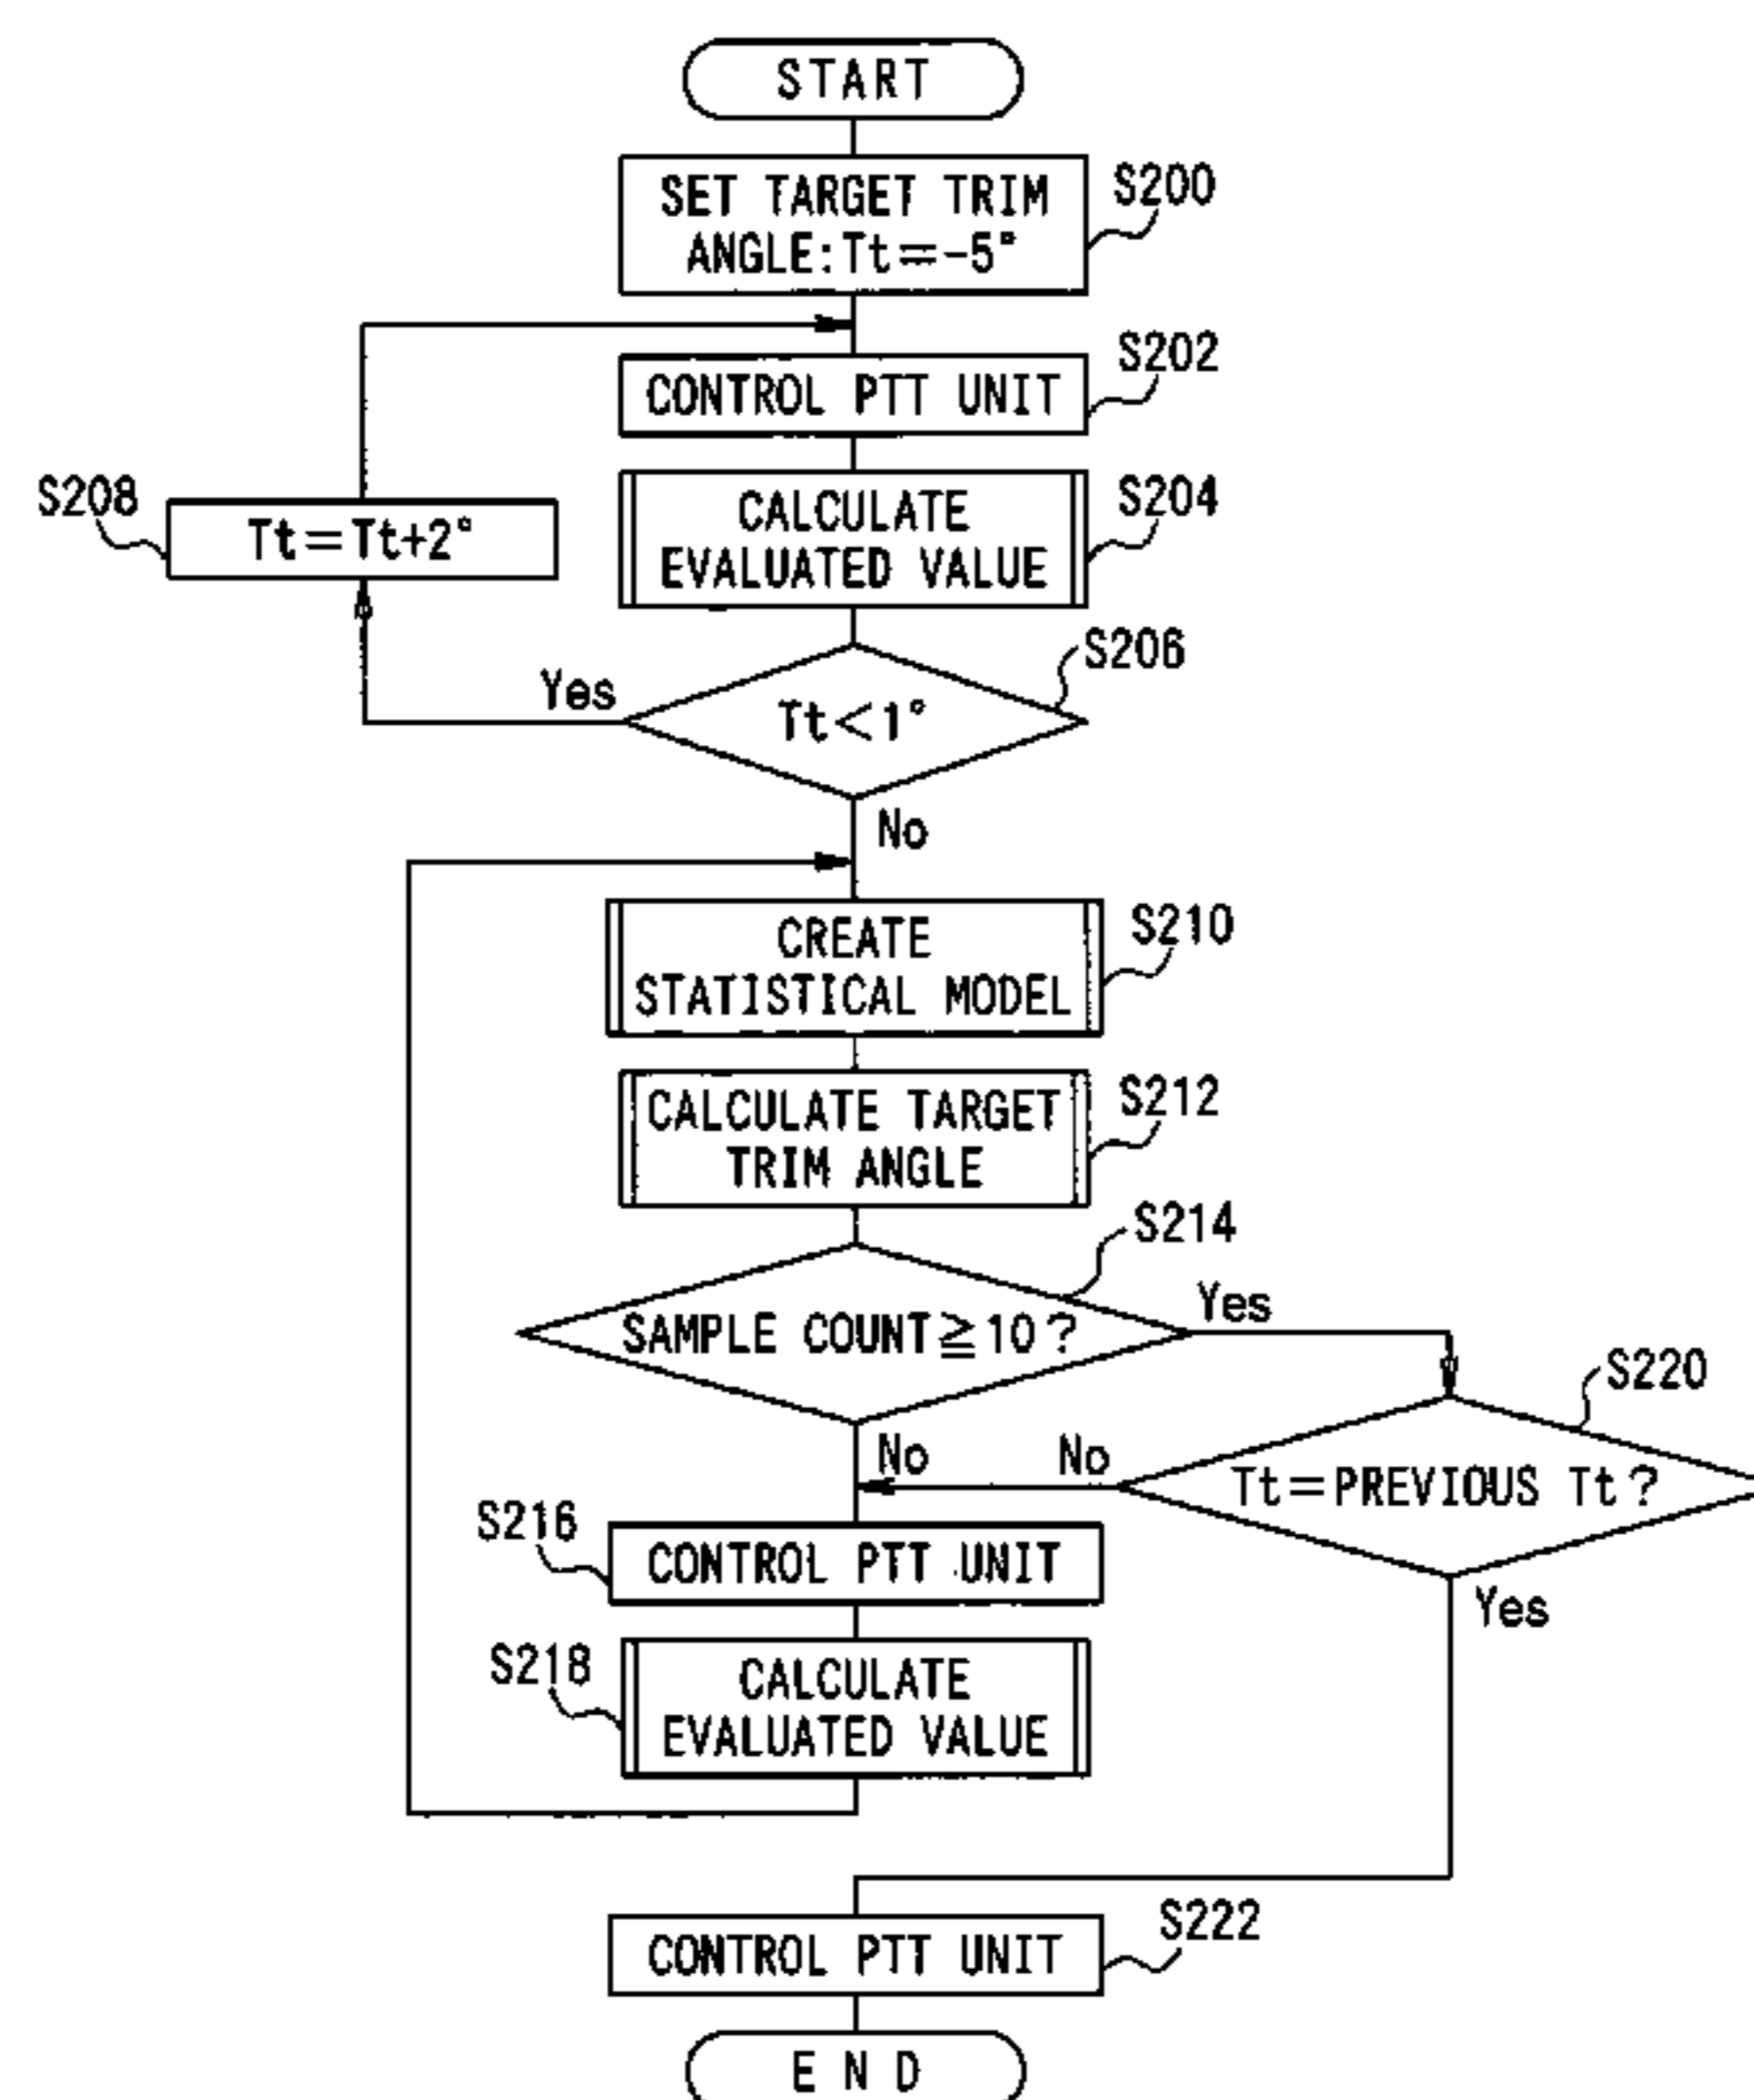 START
SET TARGET TRIM
ANGLE:Tt=-5°
S200
CONTROL PTT UNIT
S202
CALCULATE
EVALUATED VALUE
S204
S208
Tt=Tt+2°
Tt<1°
S206
Yes
No
CREATE
STATISTICAL MODEL
S210
CALCULATE TARGET
TRIM ANGLE
S212
SAMPLE COUNT≧10?
S214
Yes
No
Tt=PREVIOUS Tt?
S220
No
Yes
S216
CONTROL PTT UNIT
S218
CALCULATE
EVALUATED VALUE
CONTROL PTT UNIT
S222
END